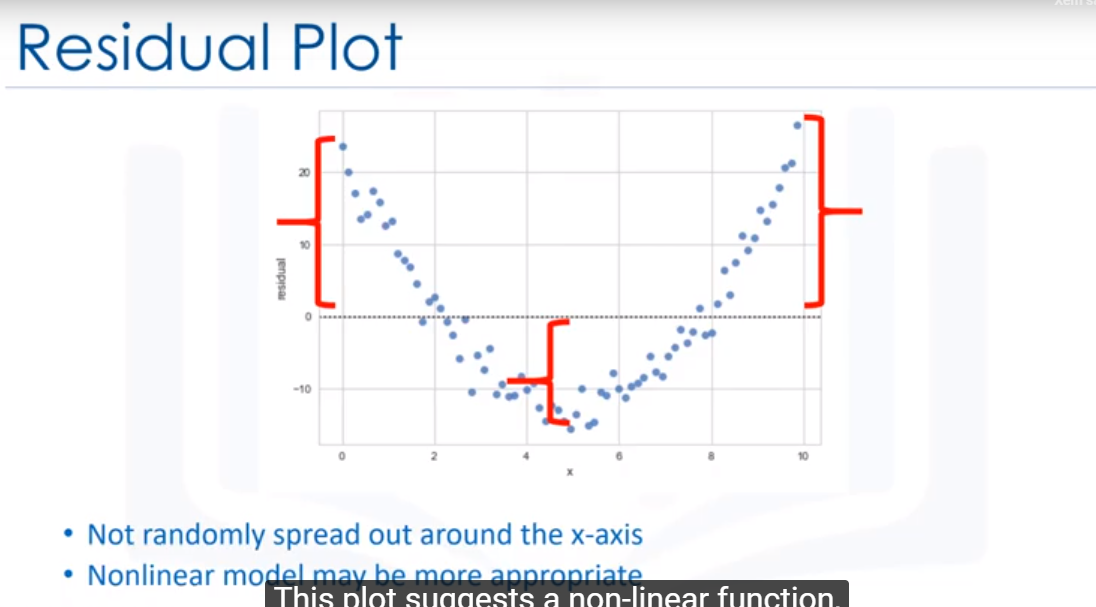 Residual Plot
20
10
0
−10
residual
0 2 4 6 8 10
x
• Not randomly spread out around the x-axis
• Nonlinear model may be more appropriate
This plot suggests a non-linear function.